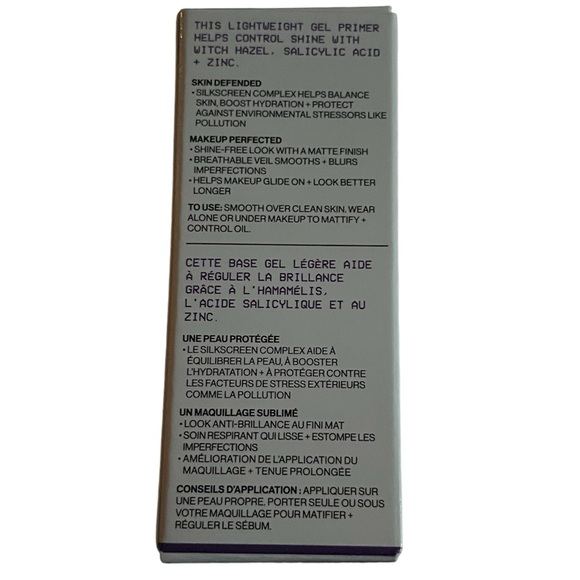 THIS LIGHTWEIGHT GEL PRIMER
HELPS CONTROL SHINE WITH
WITCH HAZEL, SALICYLIC ACID
+ ZINC.
SKIN DEFENDED
• SILKSCREEN COMPLEX HELPS BALANCE
SKIN, BOOST HYDRATION + PROTECT
AGAINST ENVIRONMENTAL STRESSORS LIKE
POLLUTION
MAKEUP PERFECTED
• SHINE-FREE LOOK WITH A MATTE FINISH
• BREATHABLE VEIL SMOOTHS + BLURS
IMPERFECTIONS
• HELPS MAKEUP GLIDE ON + LOOK BETTER
LONGER
TO USE: SMOOTH OVER CLEAN SKIN. WEAR
ALONE OR UNDER MAKEUP TO MATTIFY +
CONTROL OIL.
CETTE BASE GEL LÉGÈRE AIDE
À RÉGULER LA BRILLANCE
GRÂCE À L'HAMAMÉLIS,
L'ACIDE SALICYLIQUE ET AU
ZINC.
UNE PEAU PROTÉGÉE
• LE SILKSCREEN COMPLEX AIDE À
ÉQUILIBRER LA PEAU, À BOOSTER
L'HYDRATATION + À PROTÉGER CONTRE
LES FACTEURS DE STRESS EXTÉRIEURS
COMME LA POLLUTION
UN MAQUILLAGE SUBLIMÉ
• LOOK ANTI-BRILLANCE AU FINI MAT
• SOIN RESPIRANT QUI LISSE + ESTOMPE LES
IMPERFECTIONS
• AMÉLIORATION DE L'APPLICATION DU
MAQUILLAGE + TENUE PROLONGÉE
CONSEILS D'APPLICATION : APPLIQUER SUR
UNE PEAU PROPRE. PORTER SEULE OU SOUS
VOTRE MAQUILLAGE POUR MATIFIER +
RÉGULER LE SÉBUM.